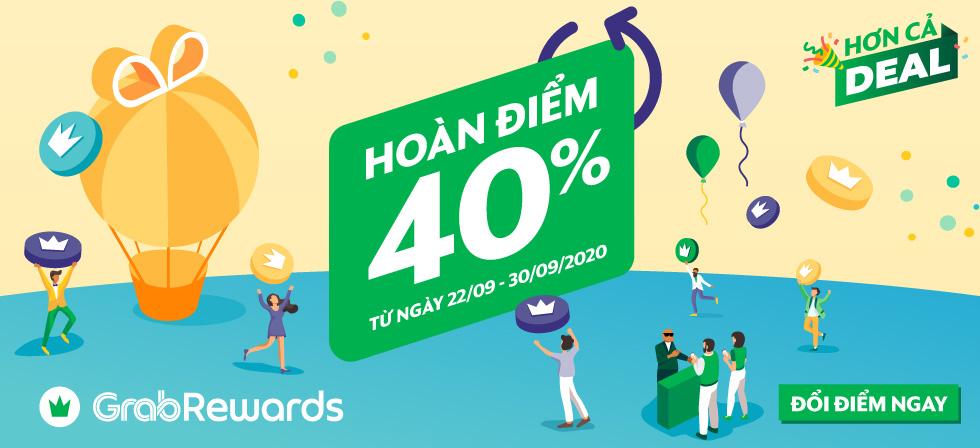 HƠN CẢ
DEAL
HOÀN ĐIỂM
40%
TỪ NGÀY 22/09 - 30/09/2020
GrabRewards
ĐỔI ĐIỂM NGAY